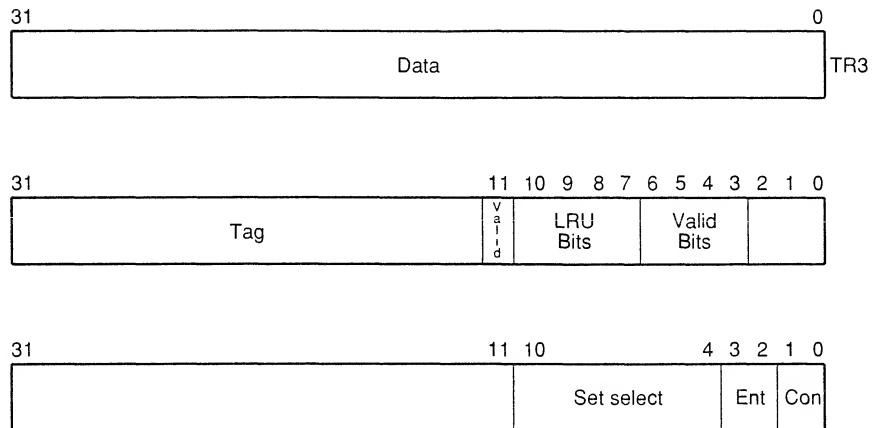 31 0
Data
TR3
31 11 10 9 8 7 6 5 4 3 2 1 0
Tag
Valid
LRU
Bits
Valid
Bits
31 11 10 4 3 2 1 0
Set select
Ent
Con